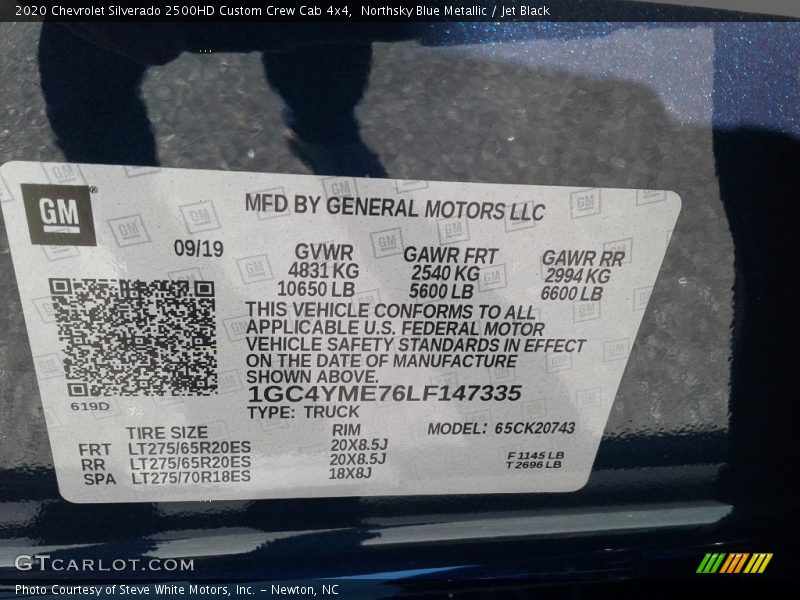 2020 Chevrolet Silverado 2500HD Custom Crew Cab 4x4, Northsky Blue Metallic / Jet Black
GM ®
MFD BY GENERAL MOTORS LLC
09/19 GVWR GAWR FRT GAWR RR
4831 KG 2540 KG 2994 KG
10650 LB 5600 LB 6600 LB
THIS VEHICLE CONFORMS TO ALL
APPLICABLE U.S. FEDERAL MOTOR
VEHICLE SAFETY STANDARDS IN EFFECT
ON THE DATE OF MANUFACTURE
SHOWN ABOVE.
619D
1GC4YME76LF147335
TYPE: TRUCK
TIRE SIZE RIM MODEL: 65CK20743
FRT LT275/65R20ES 20X8.5J
RR LT275/65R20ES 20X8.5J
SPA LT275/70R18ES 18X8J
F 1145 LB
T 2696 LB
GTCARLOT.COM
Photo Courtesy of Steve White Motors, Inc. – Newton, NC